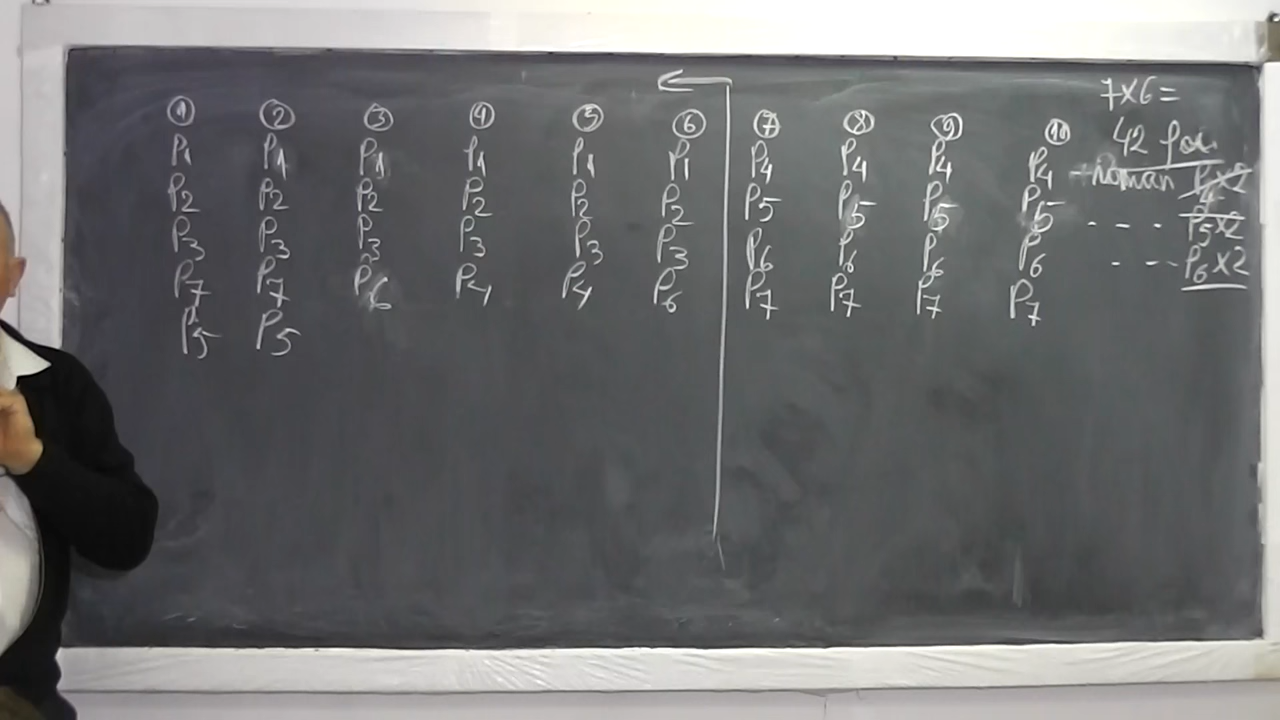 ① ② ③ ④ ⑤ ⑥ ⑦ ⑧ ⑨ ⑩
P1 P1 P1 P1 P1 P1 P4 P4 P4 P4
P2 P2 P2 P2 P2 P2 P5 P5 P5 P5
P3 P3 P3 P3 P3 P3 P6 P6 P6 P6
P7 P7 P6 P4 P4 P6 P7 P7 P7 P7
P5 P5
7x6=
42
P4x2
- - - P5x2
- --- P6x2